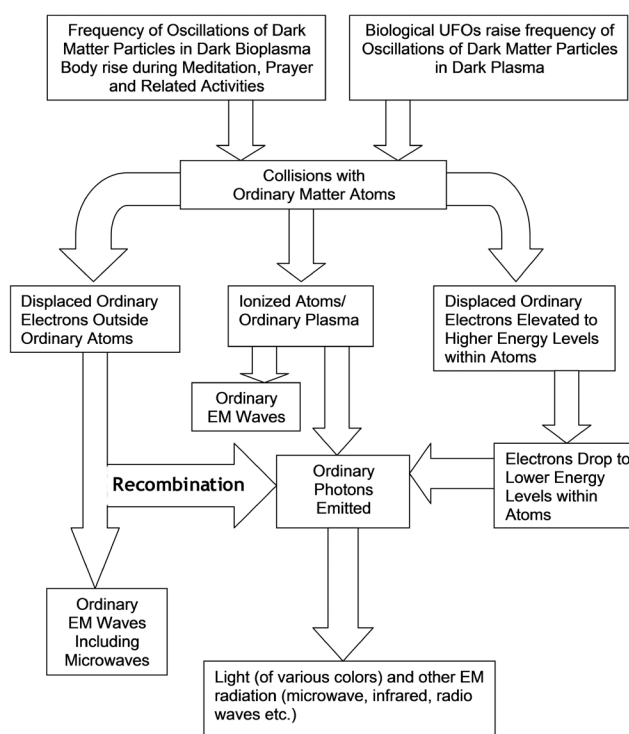 Frequency of Oscillations of Dark
Matter Particles in Dark Bioplasma
Body rise during Meditation, Prayer
and Related Activities
Biological UFOs raise frequency of
Oscillations of Dark Matter Particles
in Dark Plasma
Collisions with
Ordinary Matter Atoms
Displaced Ordinary
Electrons Outside
Ordinary Atoms
Ionized Atoms/
Ordinary Plasma
Displaced Ordinary
Electrons Elevated to
Higher Energy Levels
within Atoms
Ordinary
EM Waves
Recombination
Ordinary
Photons
Emitted
Electrons Drop to
Lower Energy
Levels within
Atoms
Ordinary
EM Waves
Including
Microwaves
Light (of various colors) and other EM
radiation (microwave, infrared, radio
waves etc.)